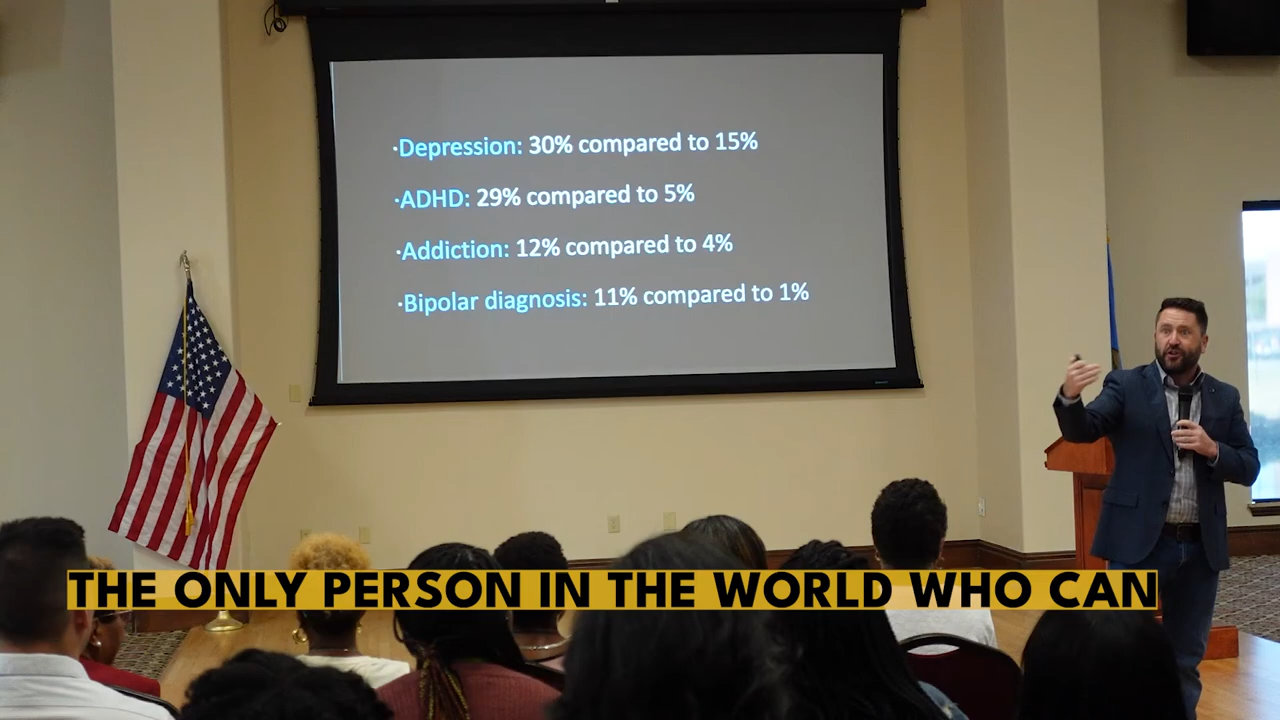 ·Depression: 30% compared to 15%
·ADHD: 29% compared to 5%
·Addiction: 12% compared to 4%
·Bipolar diagnosis: 11% compared to 1%
THE ONLY PERSON IN THE WORLD WHO CAN